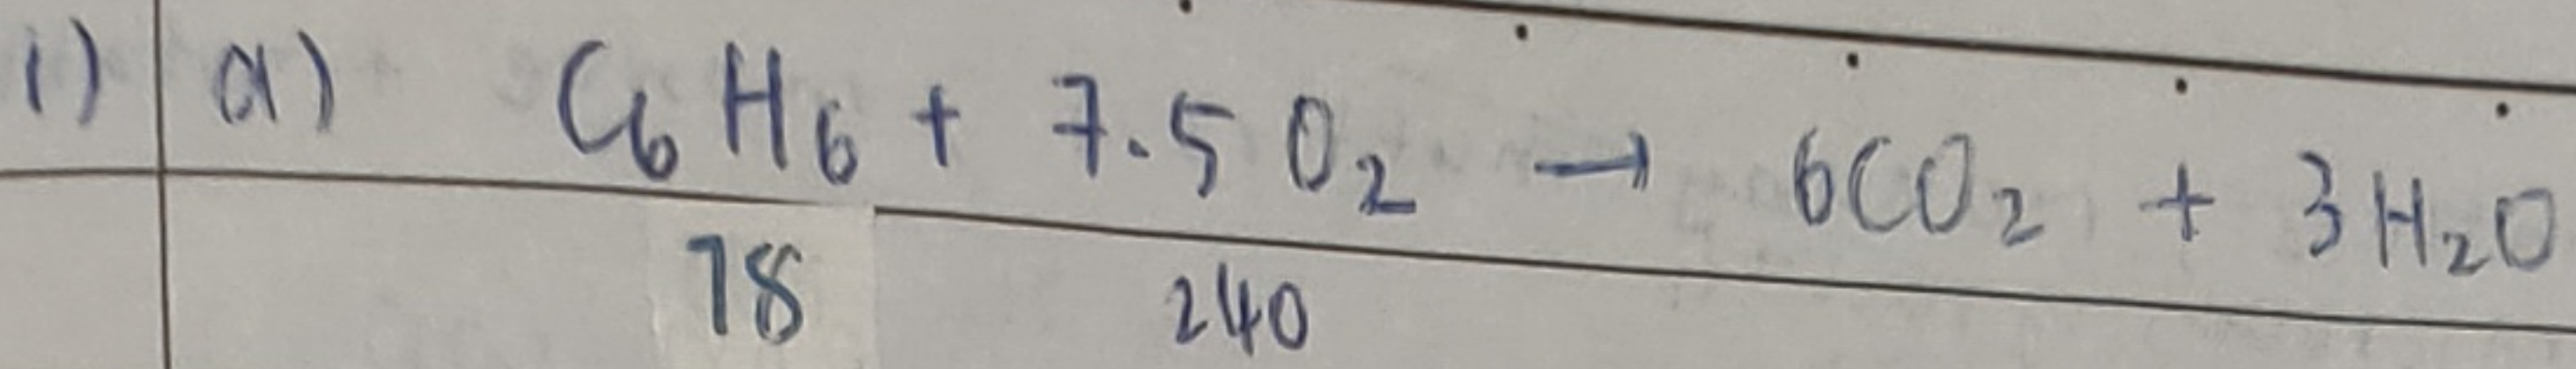 1) a) C₆H₆ + 7.5 O₂ → 6CO₂ + 3H₂O
78 240